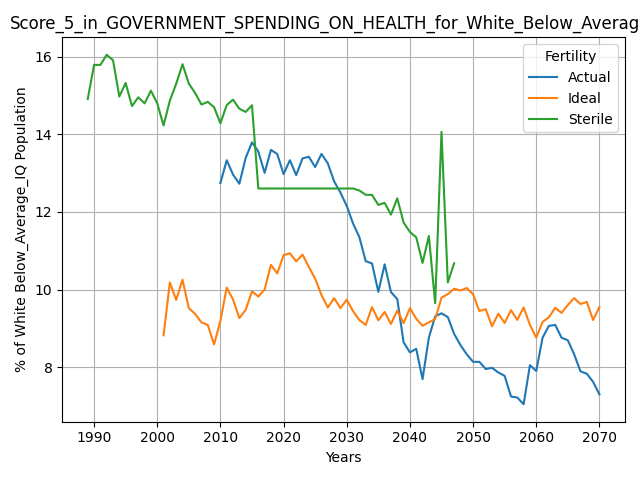 Score_5_in_GOVERNMENT_SPENDING_ON_HEALTH_for_White_Below_Averag
% of White Below_Average_IQ Population
16
14
12
10
8
Fertility
Actual
Ideal
Sterile
1990 2000 2010 2020 2030 2040 2050 2060 2070
Years